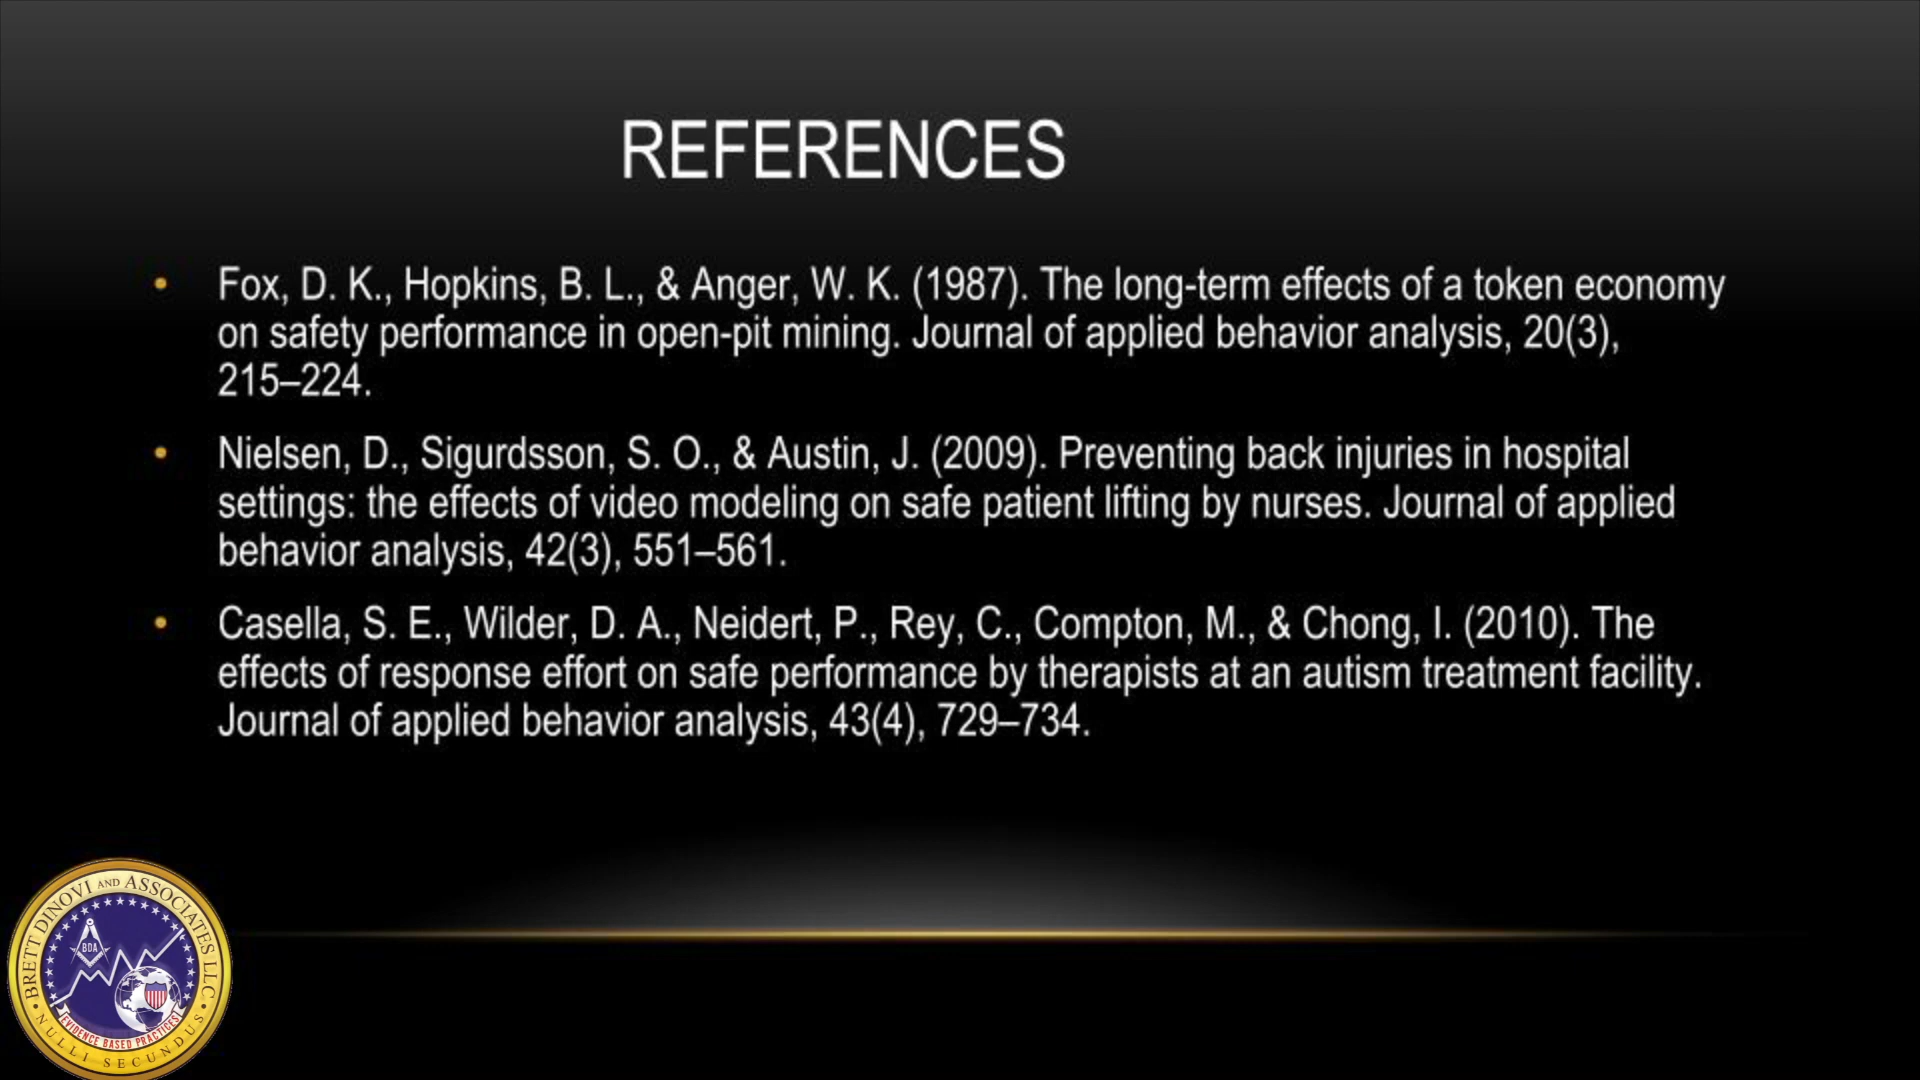 REFERENCES
• Fox, D. K., Hopkins, B. L., & Anger, W. K. (1987). The long-term effects of a token economy
on safety performance in open-pit mining. Journal of applied behavior analysis, 20(3),
215–224.
• Nielsen, D., Sigurdsson, S. O., & Austin, J. (2009). Preventing back injuries in hospital
settings: the effects of video modeling on safe patient lifting by nurses. Journal of applied
behavior analysis, 42(3), 551–561.
• Casella, S. E., Wilder, D. A., Neidert, P., Rey, C., Compton, M., & Chong, I. (2010). The
effects of response effort on safe performance by therapists at an autism treatment facility.
Journal of applied behavior analysis, 43(4), 729–734.
BRETT DINOVI AND ASSOCIATES LLC
BDA
EVIDENCE BASED PRACTICES
NULLI SECUNDUS